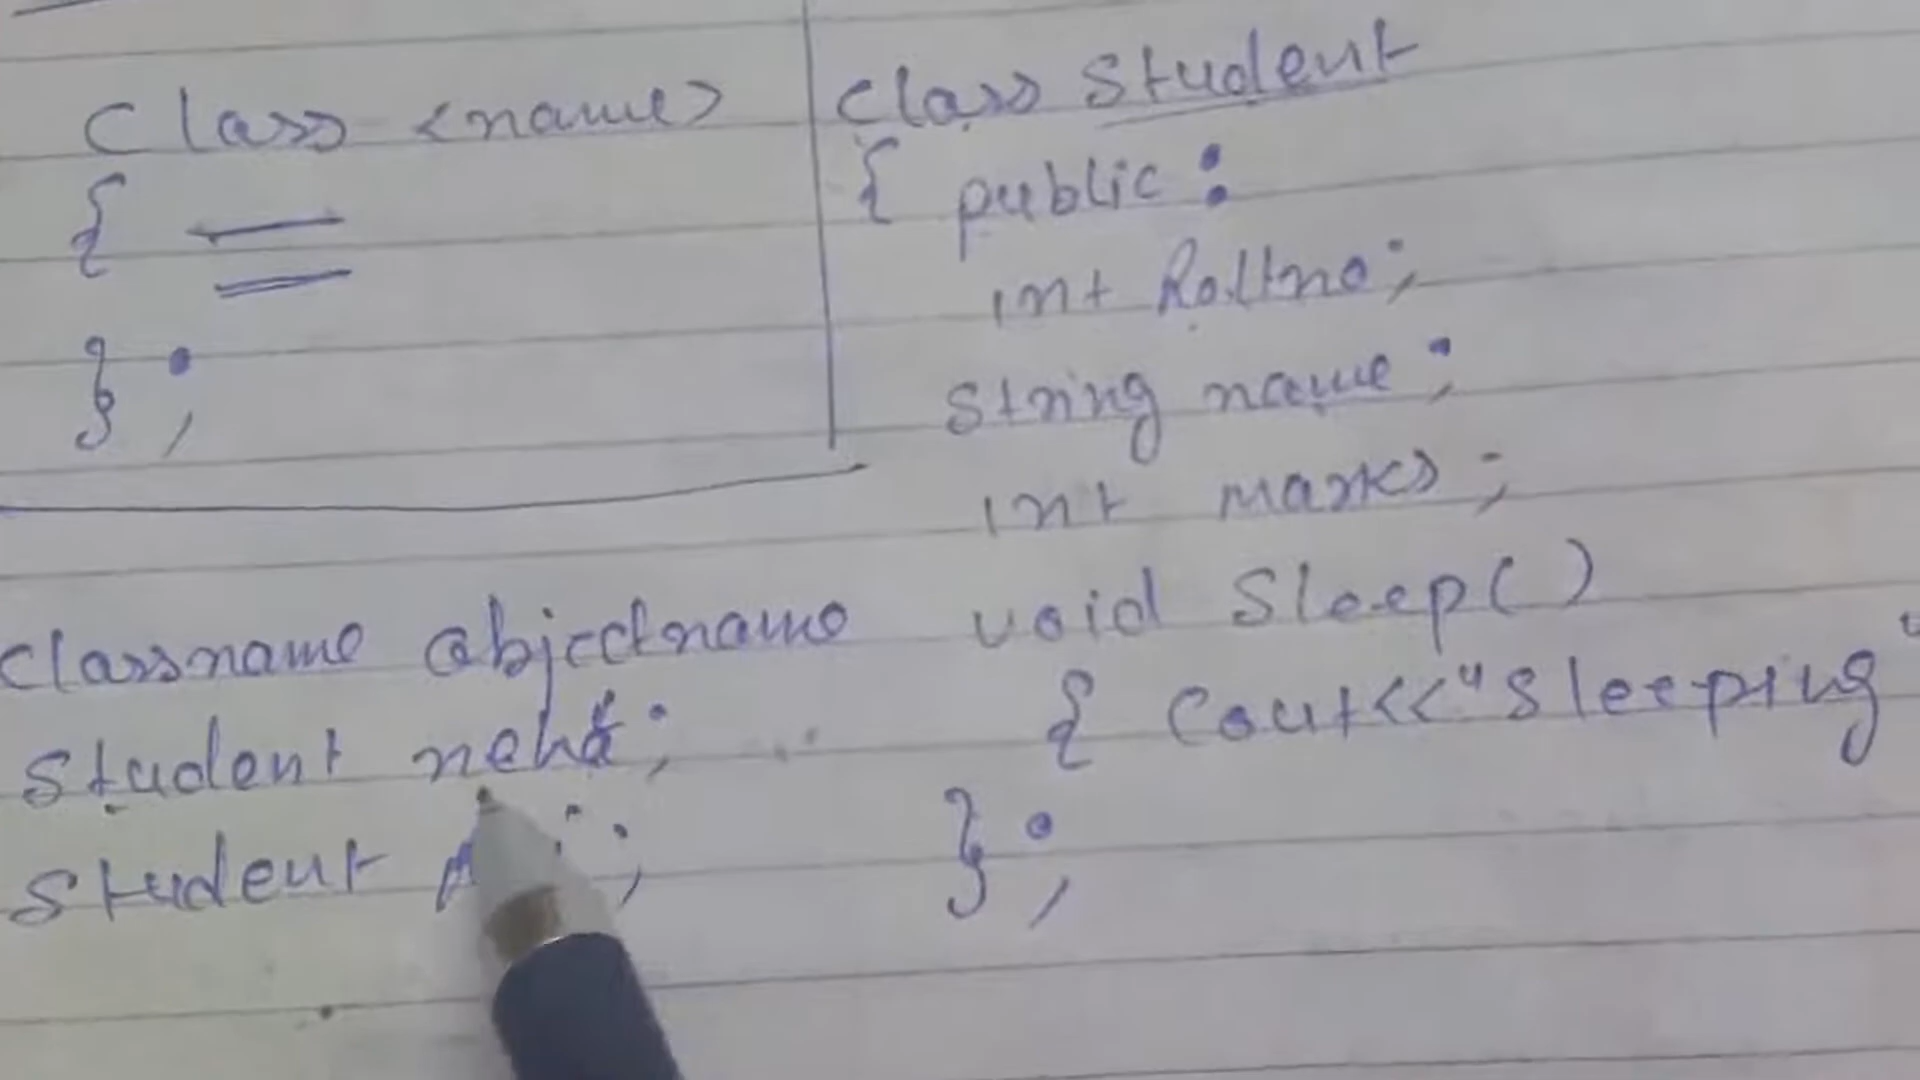 Class <name>
{
};
Class Student
{ public:
int Rollno;
String name;
int marks;
void Sleep()
{ Cout<<"Sleeping"
};
Classname objectname
Student neha;
Student